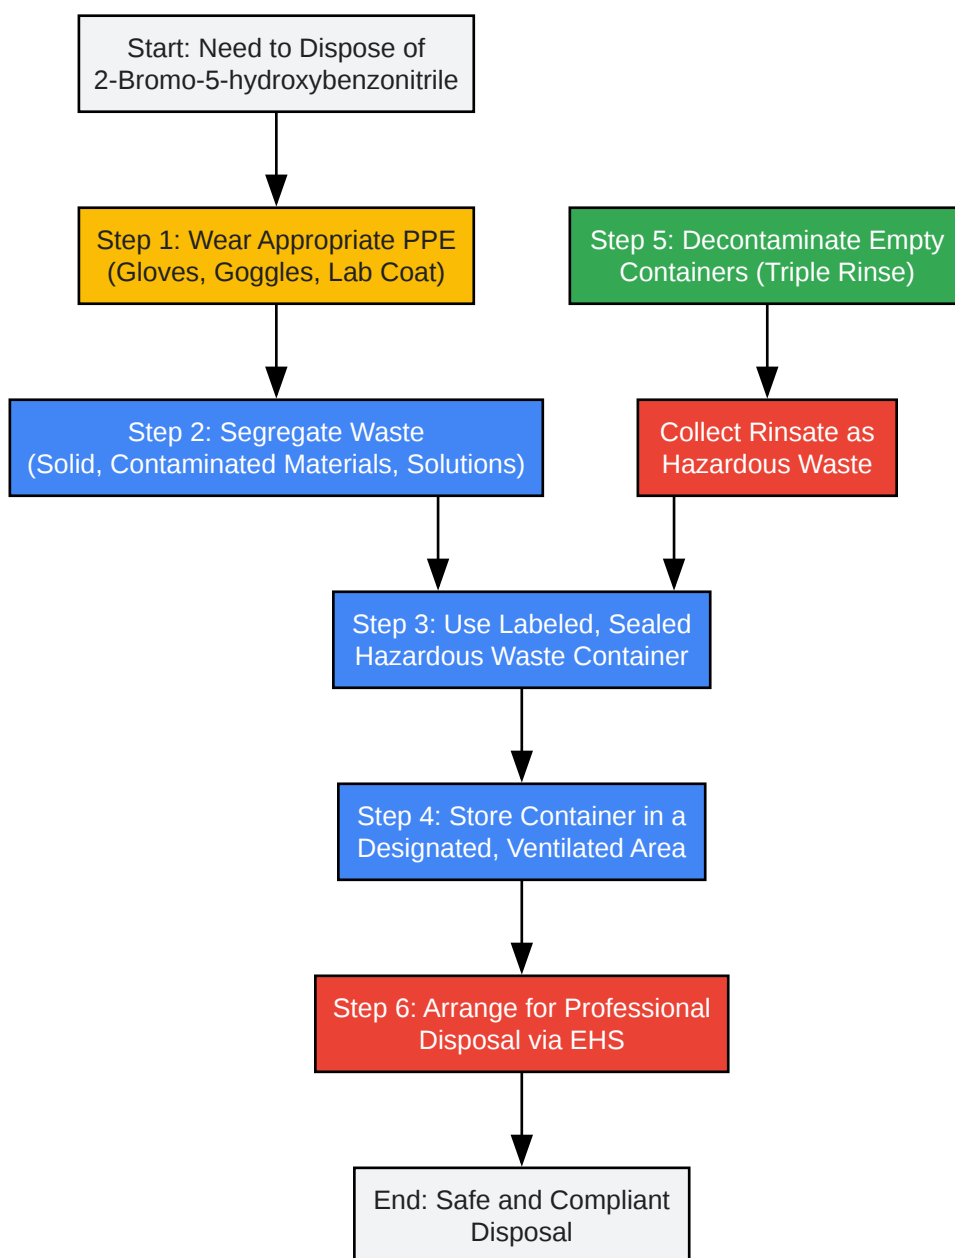 Start: Need to Dispose of
2-Bromo-5-hydroxybenzonitrile
Step 1: Wear Appropriate PPE
(Gloves, Goggles, Lab Coat)
Step 5: Decontaminate Empty
Containers (Triple Rinse)
Step 2: Segregate Waste
(Solid, Contaminated Materials, Solutions)
Collect Rinsate as
Hazardous Waste
Step 3: Use Labeled, Sealed
Hazardous Waste Container
Step 4: Store Container in a
Designated, Ventilated Area
Step 6: Arrange for Professional
Disposal via EHS
End: Safe and Compliant
Disposal